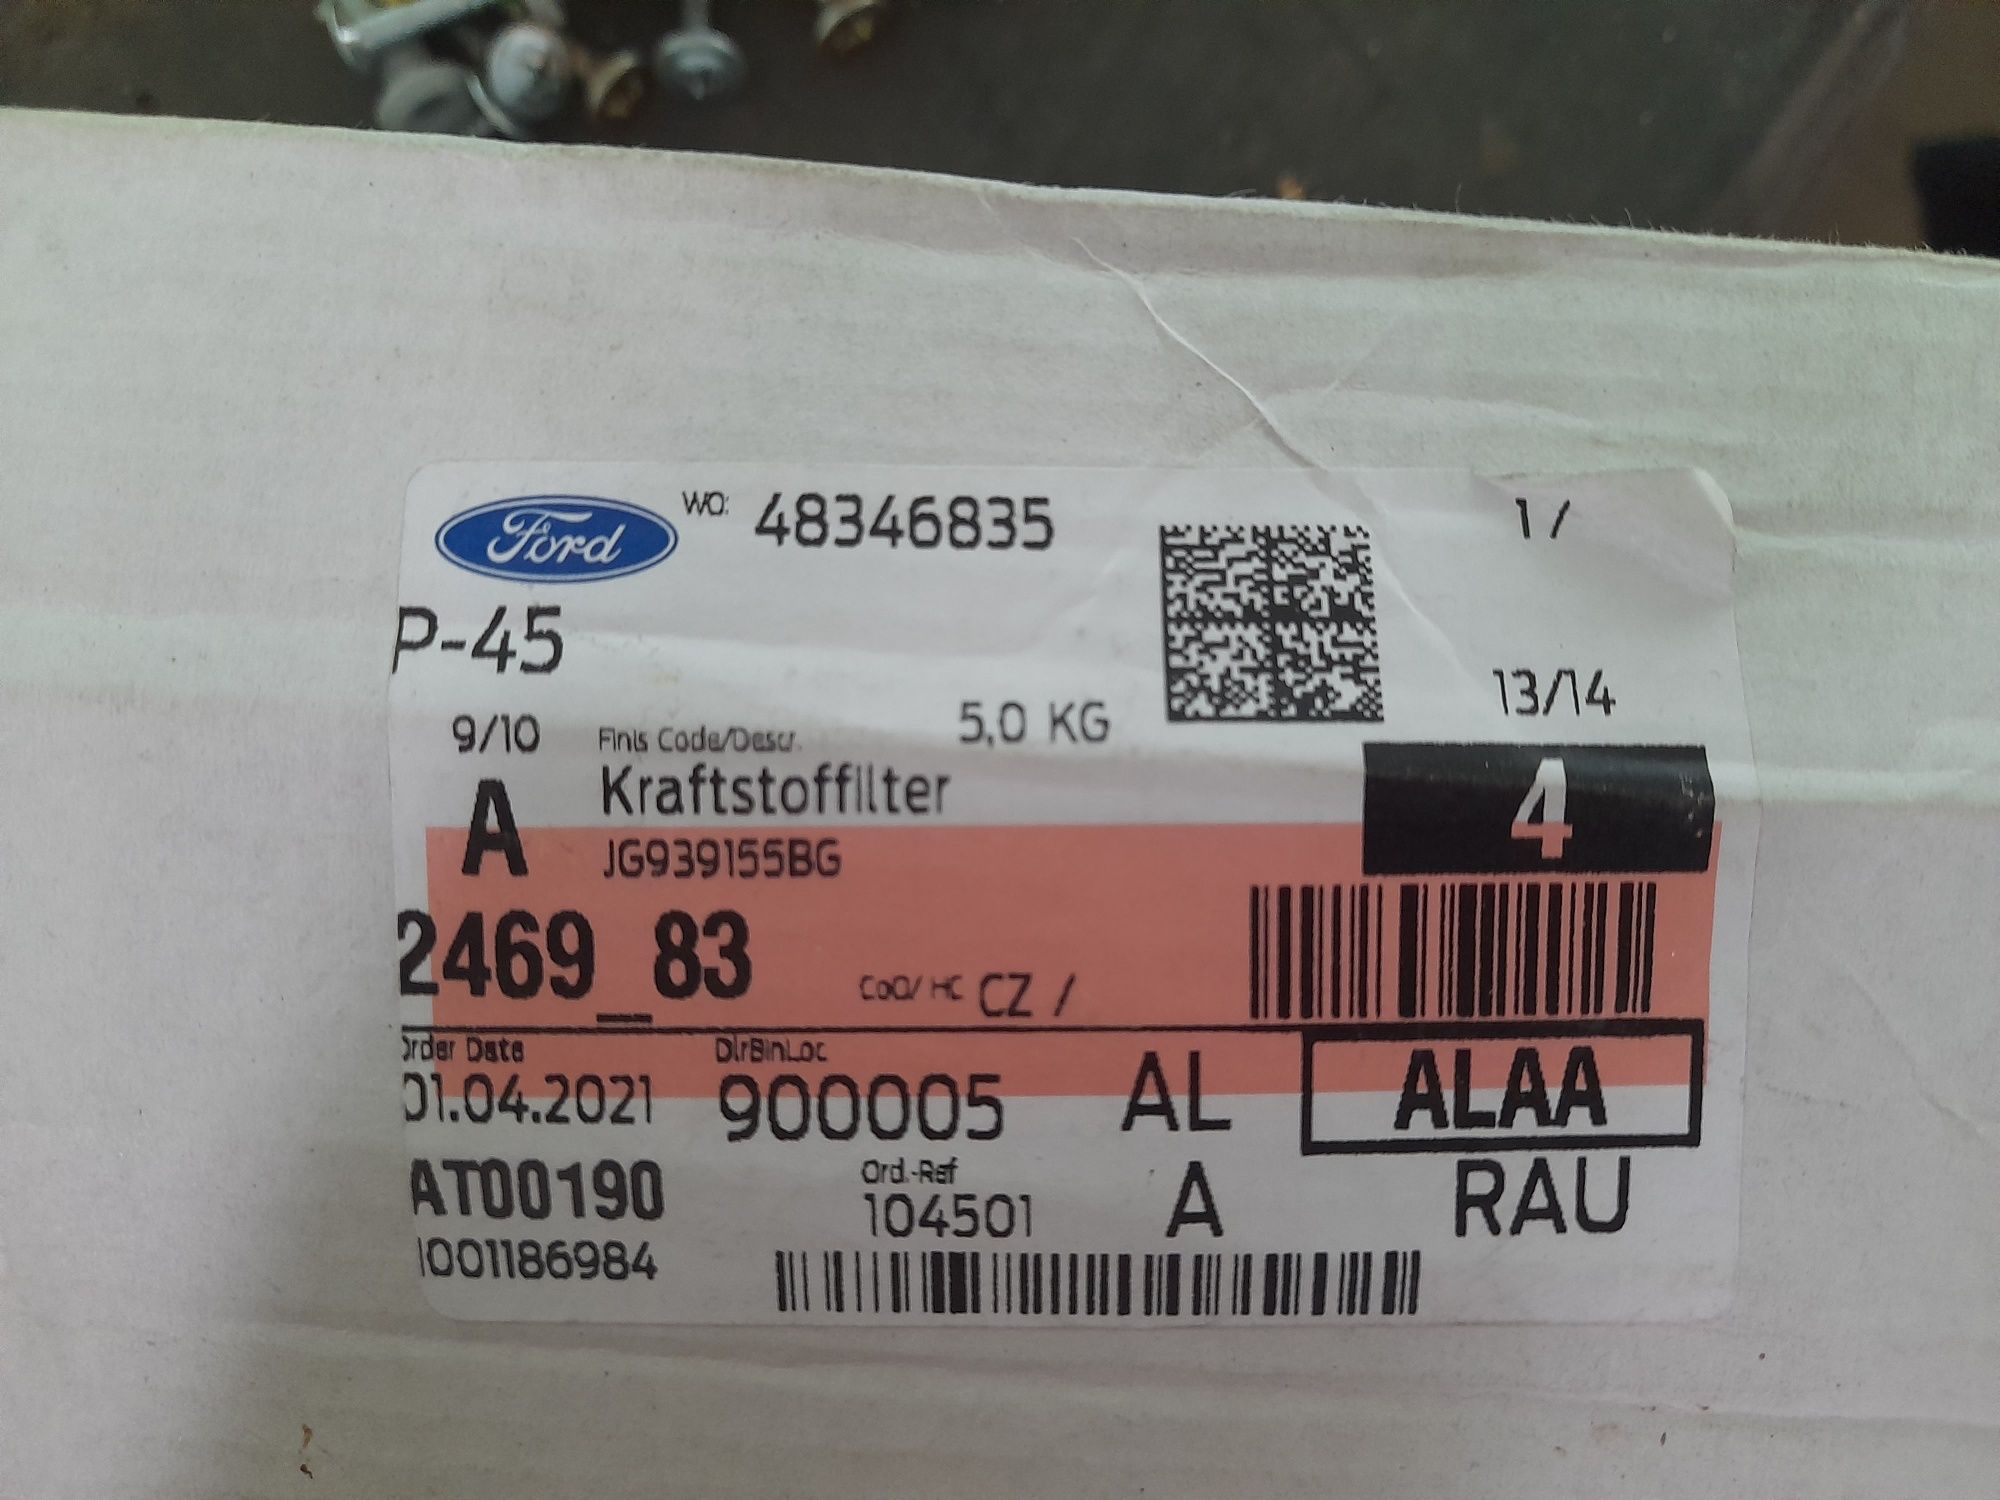 Ford WO: 48346835 1 /
P-45
13/14
9/10 Finis Code/Descr. 5,0 KG
A Kraftstoffilter 4
JG939155BG
2469_83 CoO/ HC CZ /
Order Date DlrBinLoc
01.04.2021 900005 AL ALAA
AT00190 Ord.-Ref A RAU
104501
1001186984